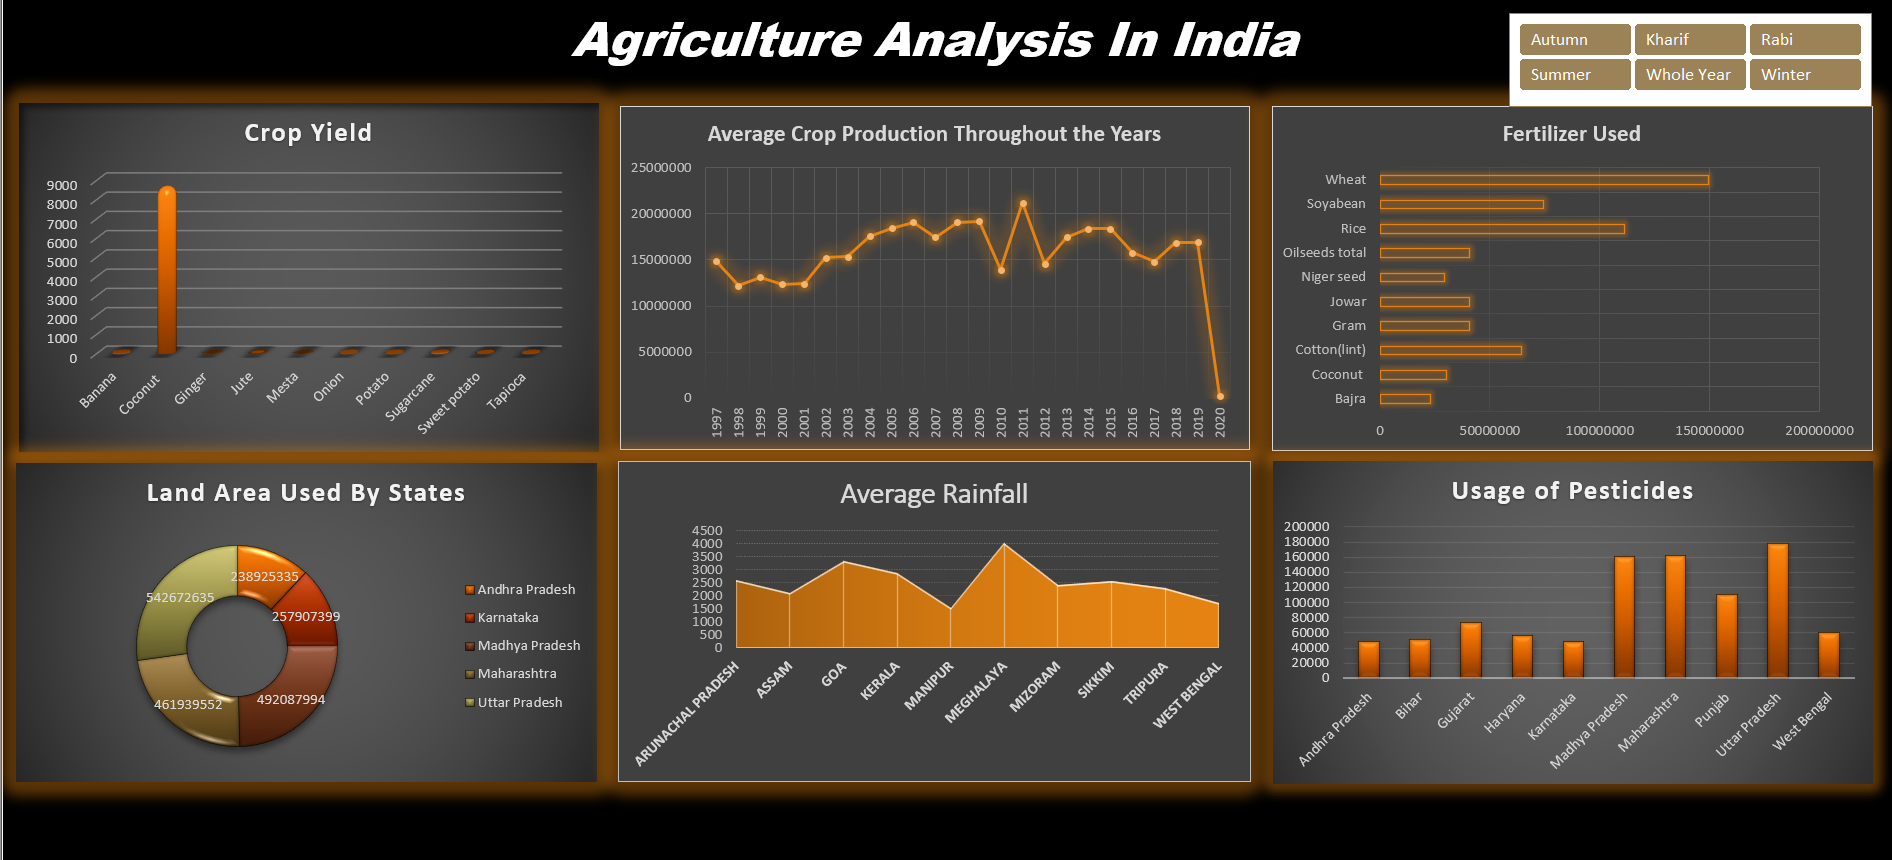 Agriculture Analysis In India
Autumn Kharif Rabi
Summer Whole Year Winter
Crop Yield
9000
8000
7000
6000
5000
4000
3000
2000
1000
0
Banana Coconut Ginger Jute Mesta Onion Potato Sugarcane Sweet potato Tapioca
Average Crop Production Throughout the Years
25000000
20000000
15000000
10000000
5000000
0
1997 1998 1999 2000 2001 2002 2003 2004 2005 2006 2007 2008 2009 2010 2011 2012 2013 2014 2015 2016 2017 2018 2019 2020
Fertilizer Used
Wheat
Soyabean
Rice
Oilseeds total
Niger seed
Jowar
Gram
Cotton(lint)
Coconut
Bajra
0 50000000 100000000 150000000 200000000
Land Area Used By States
238925335
542672635
257907399
492087994
461939552
Andhra Pradesh
Karnataka
Madhya Pradesh
Maharashtra
Uttar Pradesh
Average Rainfall
4500
4000
3500
3000
2500
2000
1500
1000
500
0
ARUNACHAL PRADESH ASSAM GOA KERALA MANIPUR MEGHALAYA MIZORAM SIKKIM TRIPURA WEST BENGAL
Usage of Pesticides
200000
180000
160000
140000
120000
100000
80000
60000
40000
20000
0
Andhra Pradesh Bihar Gujarat Haryana Karnataka Madhya Pradesh Maharashtra Punjab Uttar Pradesh West Bengal